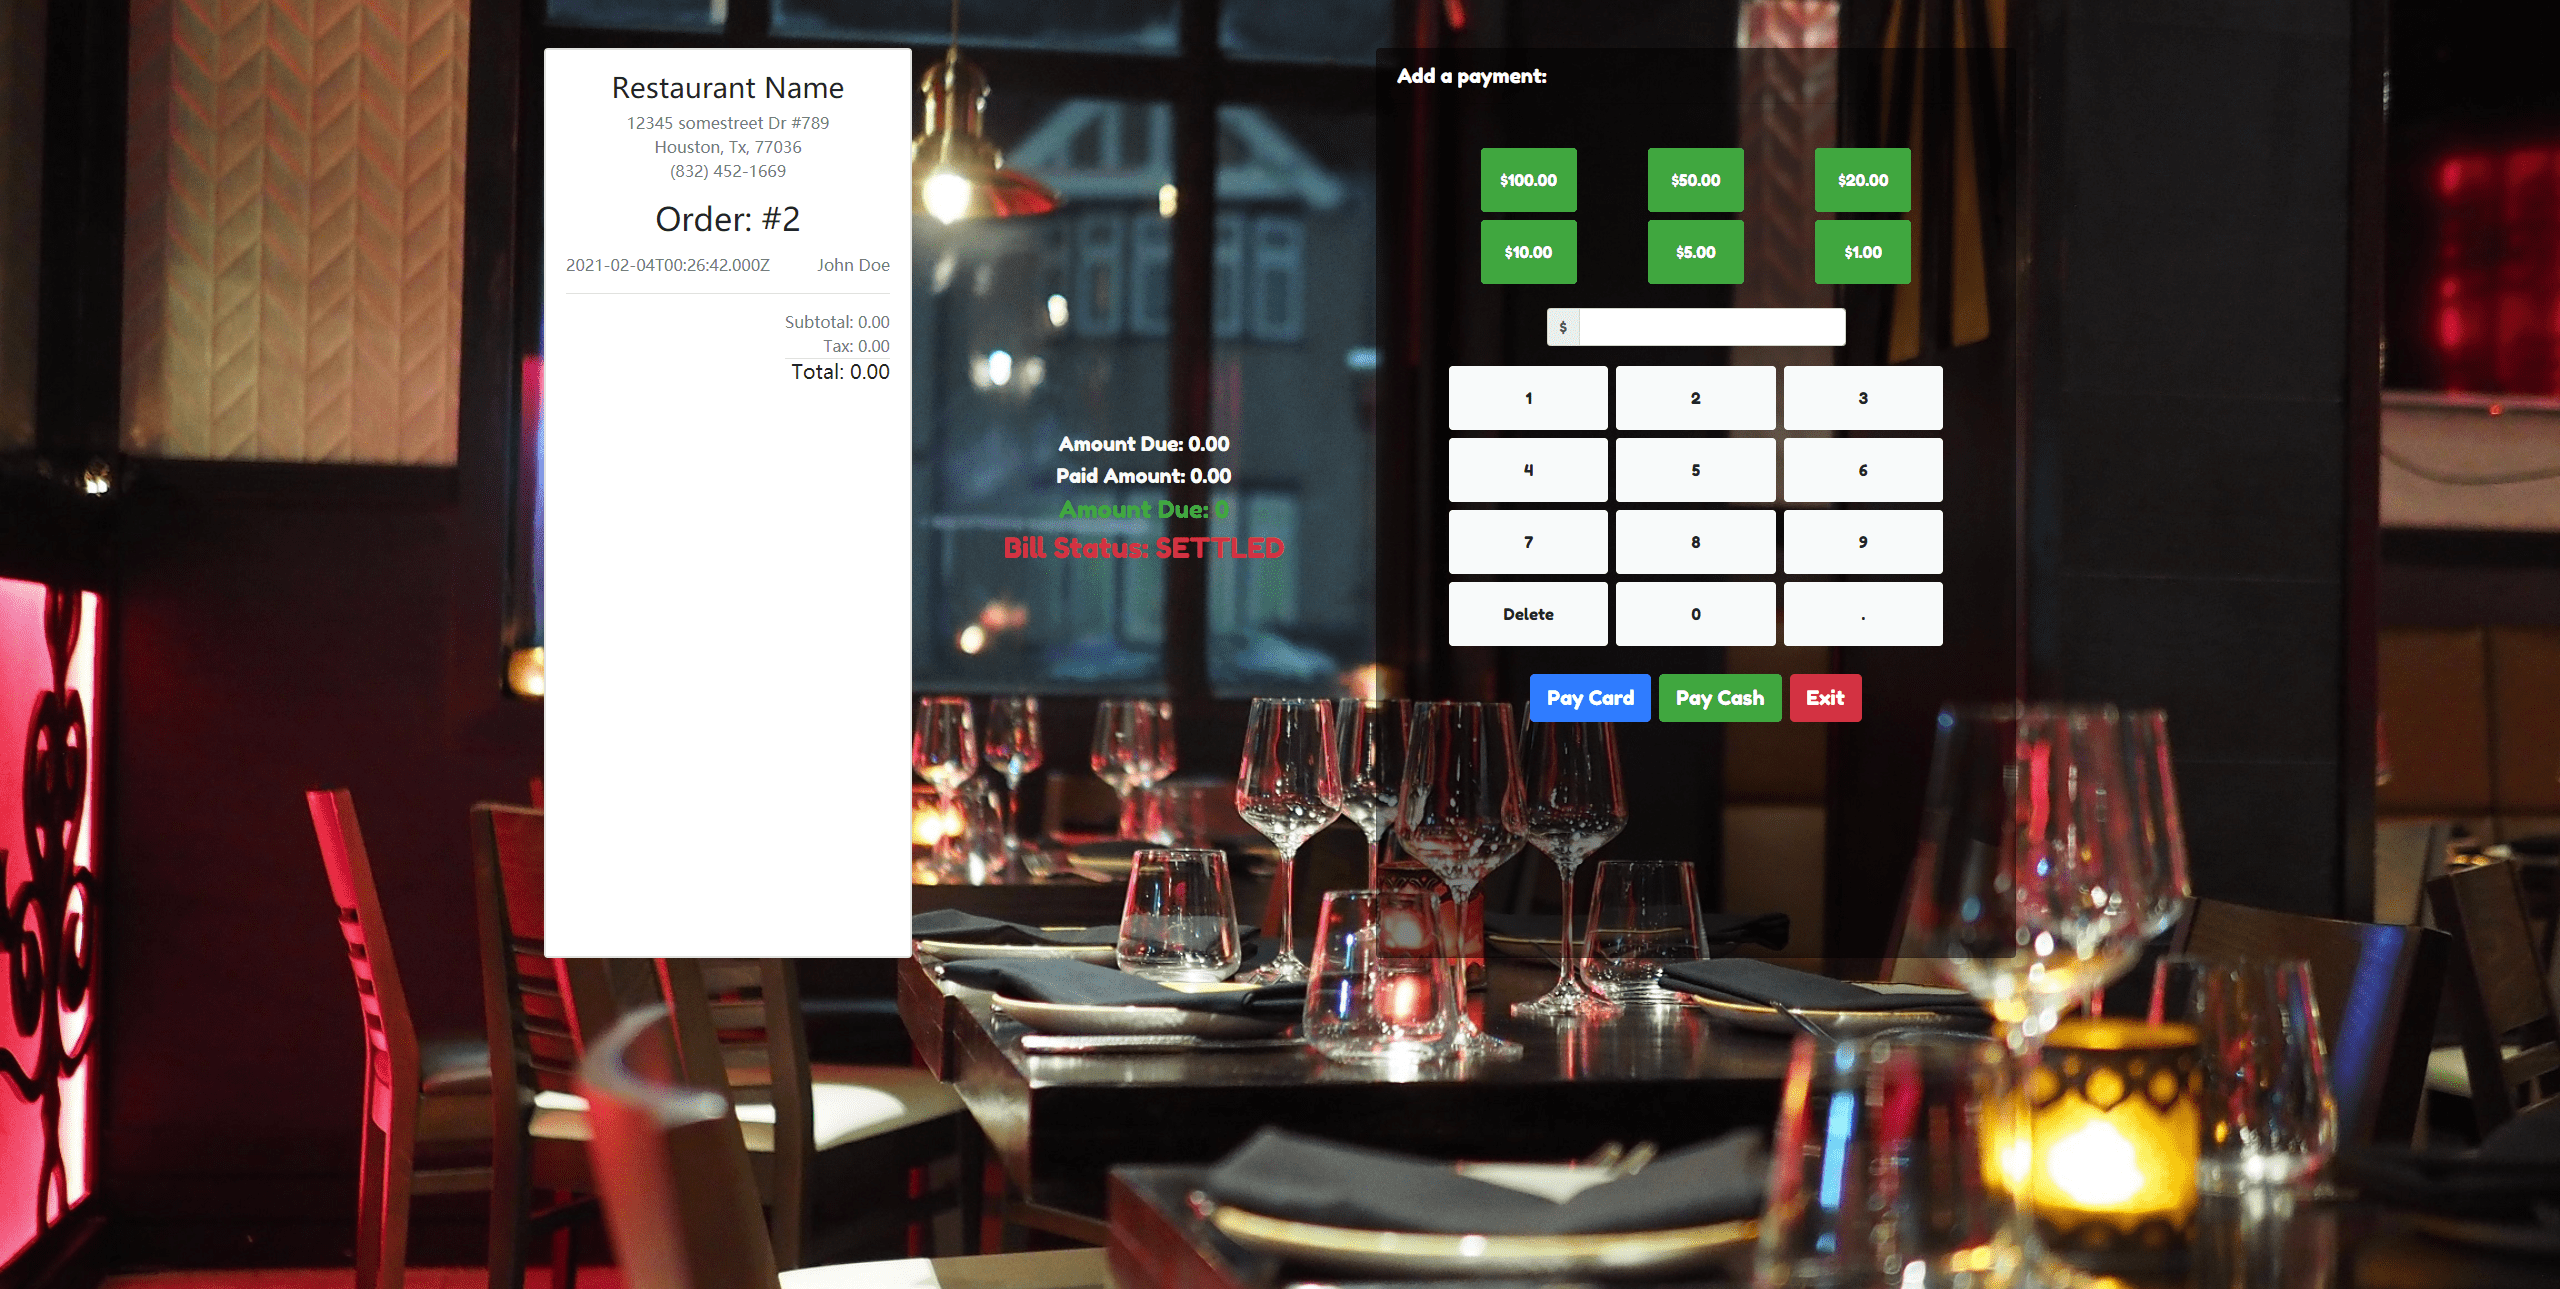 Restaurant Name
12345 somestreet Dr #789
Houston, Tx, 77036
(832) 452-1669
Order: #2
2021-02-04T00:26:42.000Z John Doe
Subtotal: 0.00
Tax: 0.00
Total: 0.00
Amount Due: 0.00
Paid Amount: 0.00
Amount Due: 0
Bill Status: SETTLED
Add a payment:
$100.00 $50.00 $20.00
$10.00 $5.00 $1.00
$
1 2 3
4 5 6
7 8 9
Delete 0 .
Pay Card Pay Cash Exit